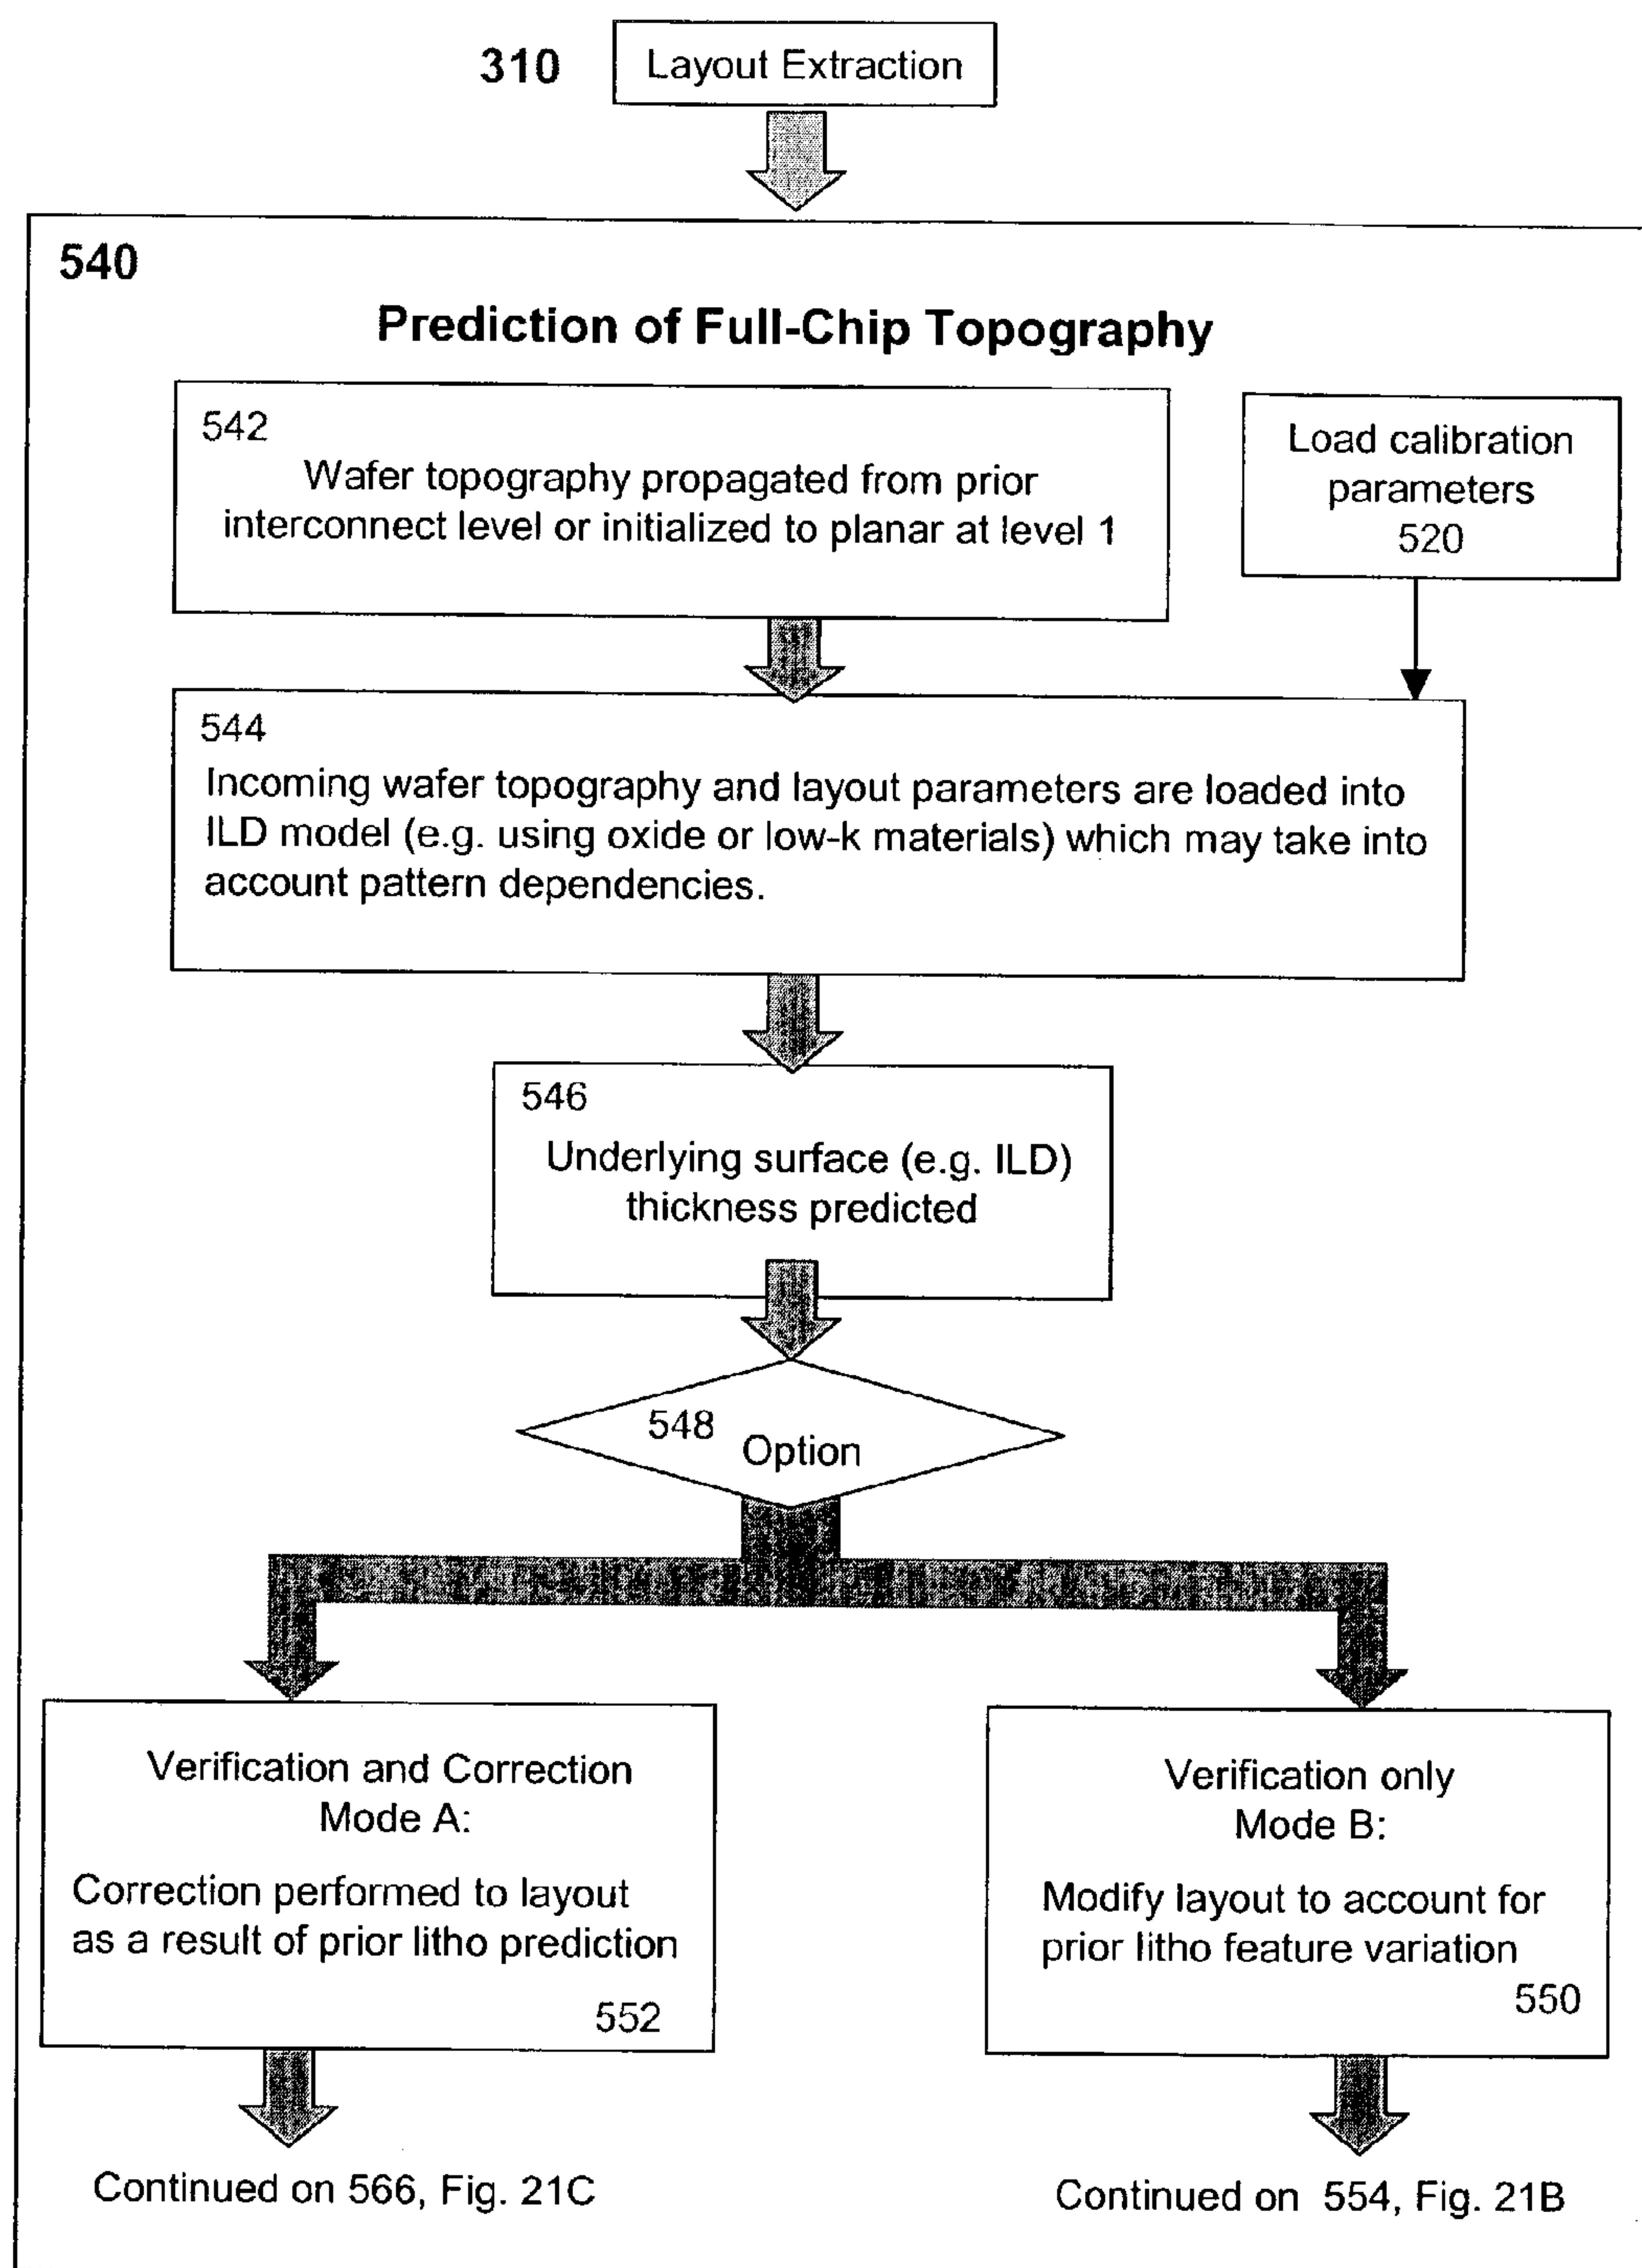 310
Layout Extraction
540
Prediction of Full-Chip Topography
542
Wafer topography propagated from prior
interconnect level or initialized to planar at level 1
Load calibration
parameters
520
544
Incoming wafer topography and layout parameters are loaded into
ILD model (e.g. using oxide or low-k materials) which may take into
account pattern dependencies.
546
Underlying surface (e.g. ILD)
thickness predicted
548
Option
Verification and Correction
Mode A:
Correction performed to layout
as a result of prior litho prediction
552
Verification only
Mode B:
Modify layout to account for
prior litho feature variation
550
Continued on 566, Fig. 21C
Continued on 554, Fig. 21B